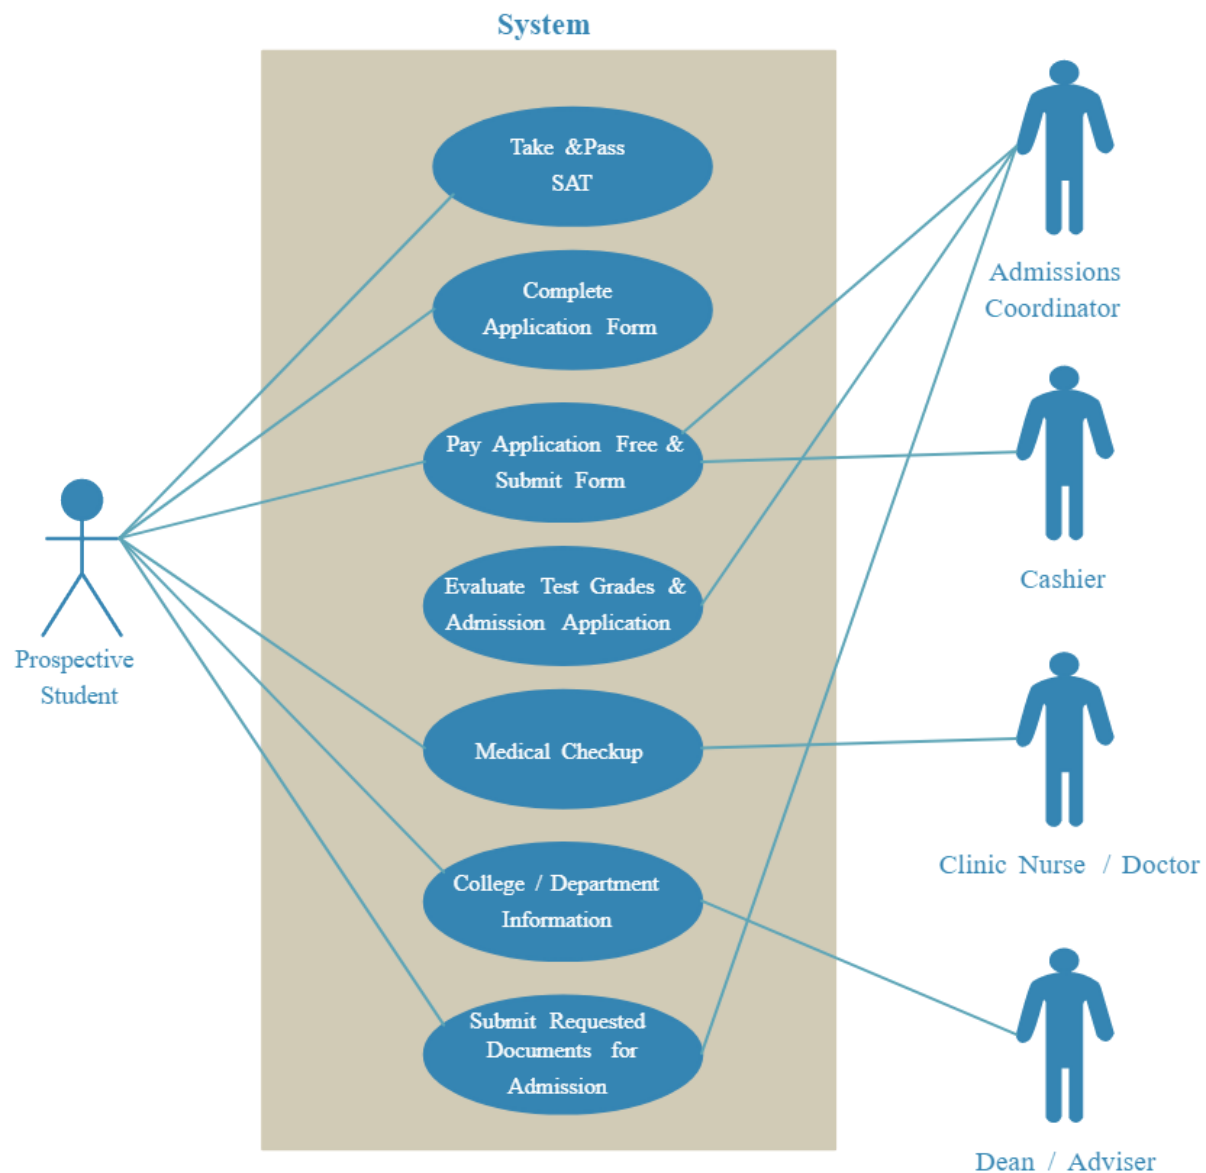 System
Take &Pass
SAT
Complete
Application Form
Pay Application Free &
Submit Form
Evaluate Test Grades &
Admission Application
Medical Checkup
College / Department
Information
Submit Requested
Documents for
Admission
Prospective
Student
Admissions
Coordinator
Cashier
Clinic Nurse / Doctor
Dean / Adviser